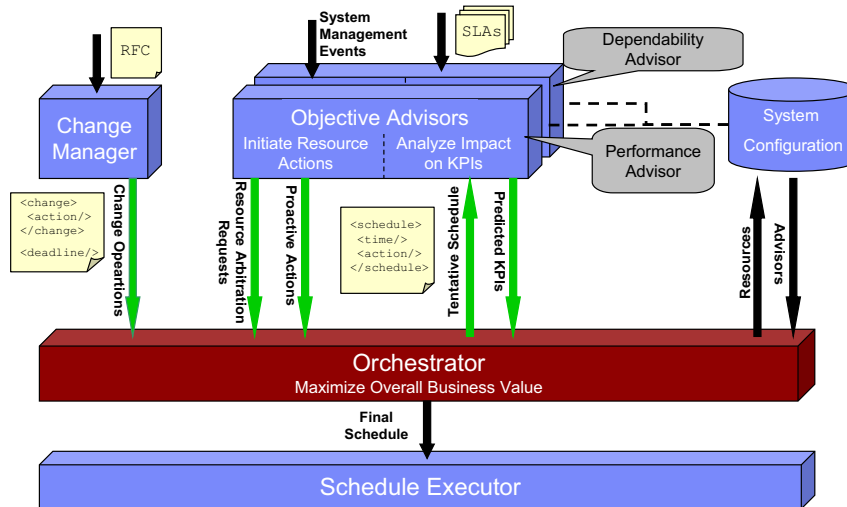 System
Management
Events
SLAs
RFC
Dependability
Advisor
Change
Manager
Objective Advisors
Initiate Resource
Actions
Analyze Impact
on KPIs
Performance
Advisor
System
Configuration
<change>
<action/>
</change>
<deadline/>
Change Opeartions
Resource Arbitration
Requests
Proactive Actions
<schedule>
<time/>
<action/>
</schedule>
Tentative Schedule
Predicted KPIs
Resources
Advisors
Orchestrator
Maximize Overall Business Value
Final
Schedule
Schedule Executor